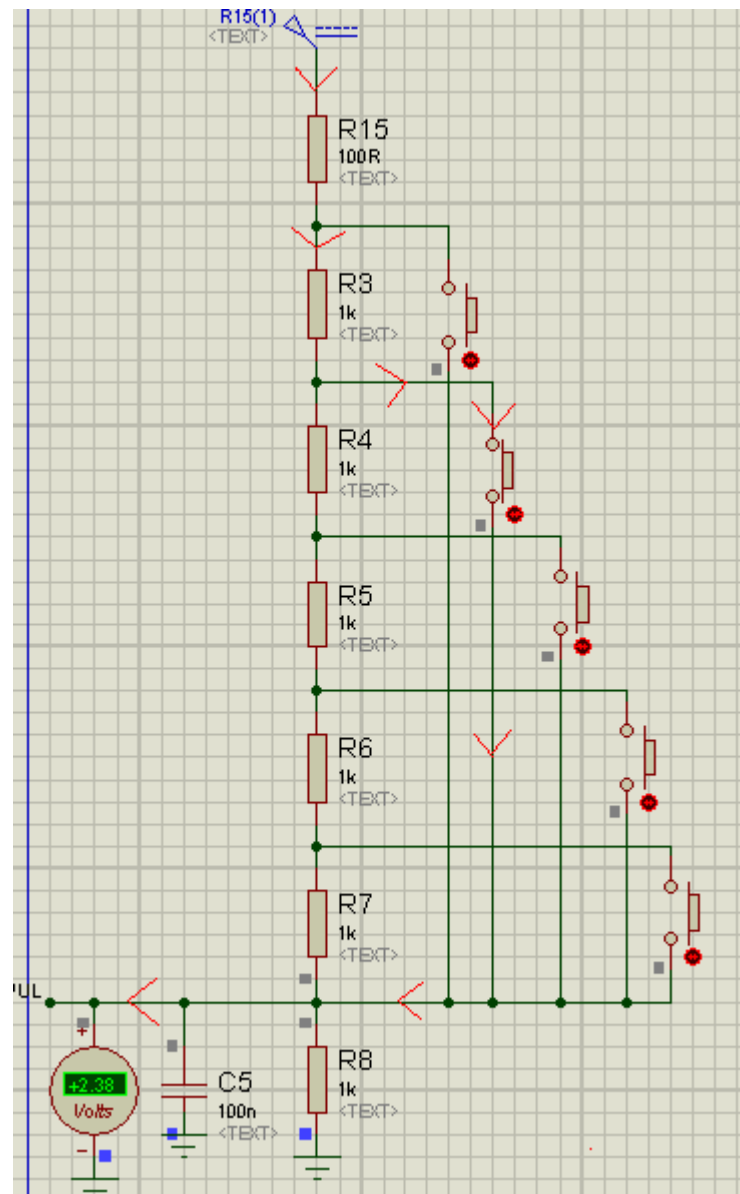 R15(1)
<TEXT>
R15
100R
<TEXT>
R3
1k
<TEXT>
R4
1k
<TEXT>
R5
1k
<TEXT>
R6
1k
<TEXT>
R7
1k
<TEXT>
PUL
+
+2.38
Volts
-
C5
100n
<TEXT>
R8
1k
<TEXT>